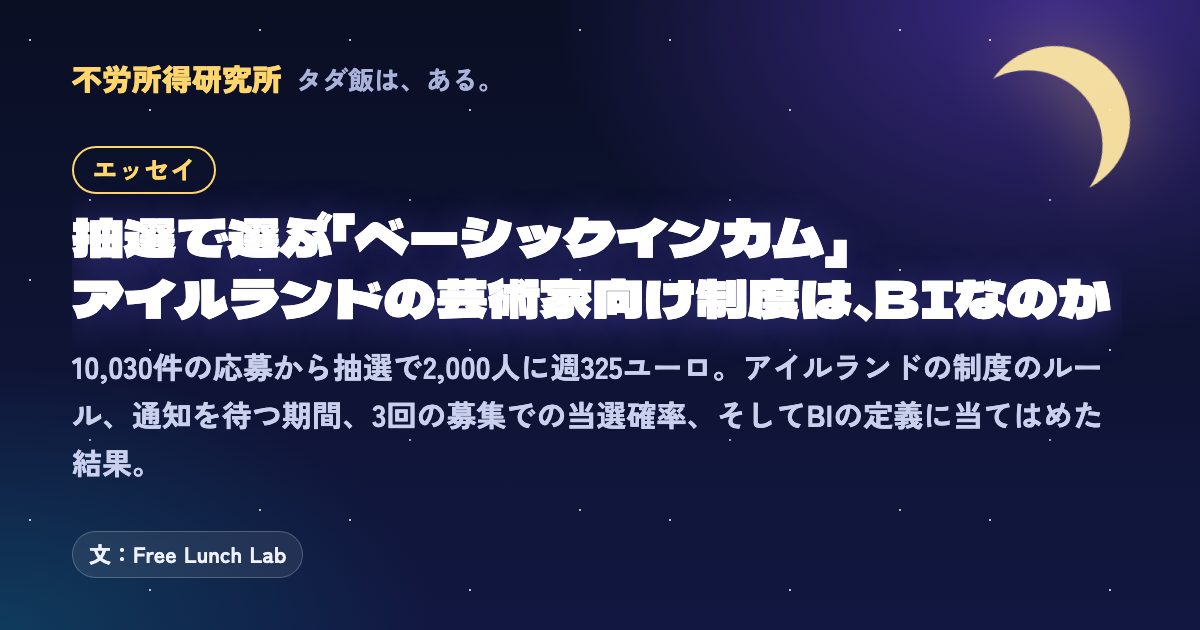 不労所得研究所 タダ飯は、ある。
エッセイ
抽選で選ぶ「ベーシックインカム」
アイルランドの芸術家向け制度は、BIなのか
10,030件の応募から抽選で2,000人に週325ユーロ。アイルランドの制度のルー
ル、通知を待つ期間、3回の募集での当選確率、そしてBIの定義に当てはめた
結果。
文：Free Lunch Lab